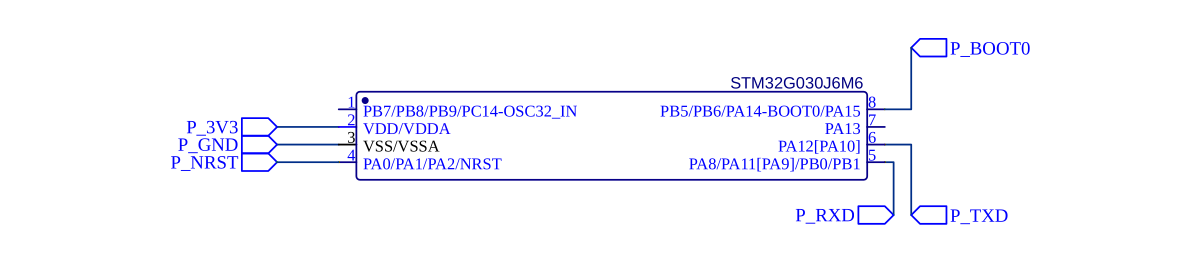 P_BOOT0
STM32G030J6M6
1 PB7/PB8/PB9/PC14-OSC32_IN PB5/PB6/PA14-BOOT0/PA15 8
P_3V3 2 VDD/VDDA PA13 7
P_GND 3 VSS/VSSA PA12[PA10] 6
P_NRST 4 PA0/PA1/PA2/NRST PA8/PA11[PA9]/PB0/PB1 5
P_RXD P_TXD